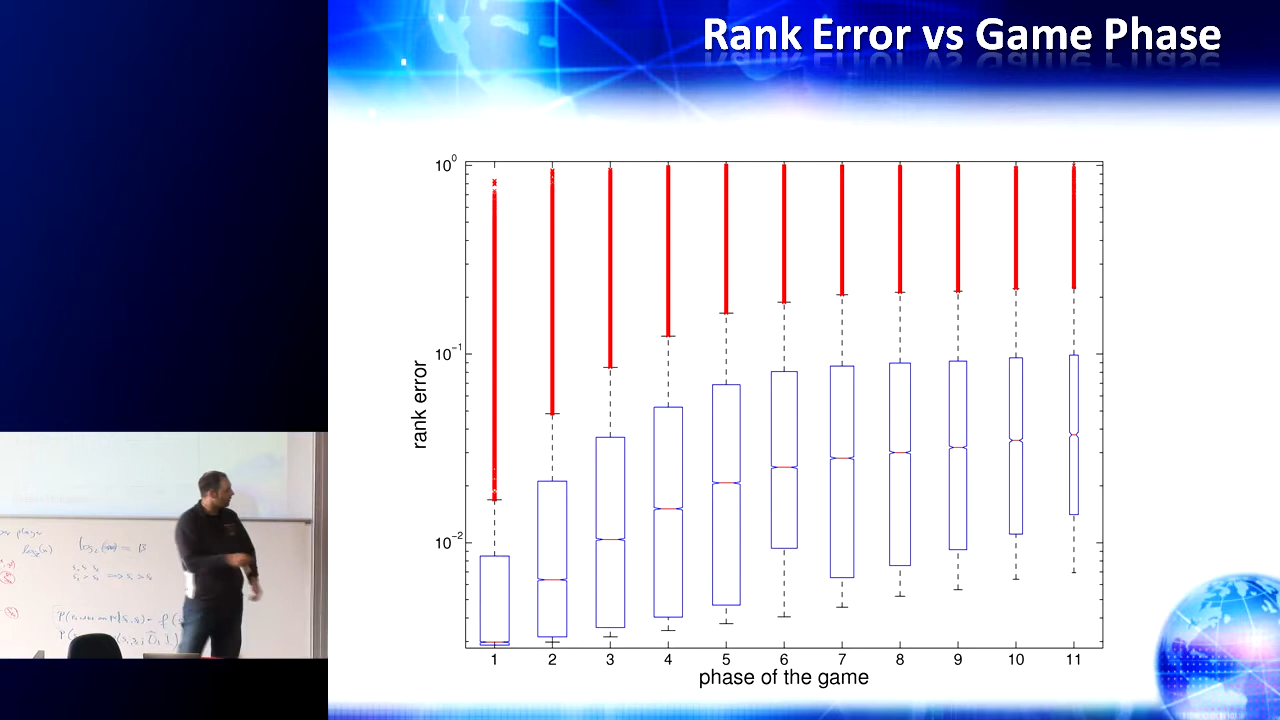 Rank Error vs Game Phase
10^0
10^-1
10^-2
rank error
1 2 3 4 5 6 7 8 9 10 11
phase of the game
player